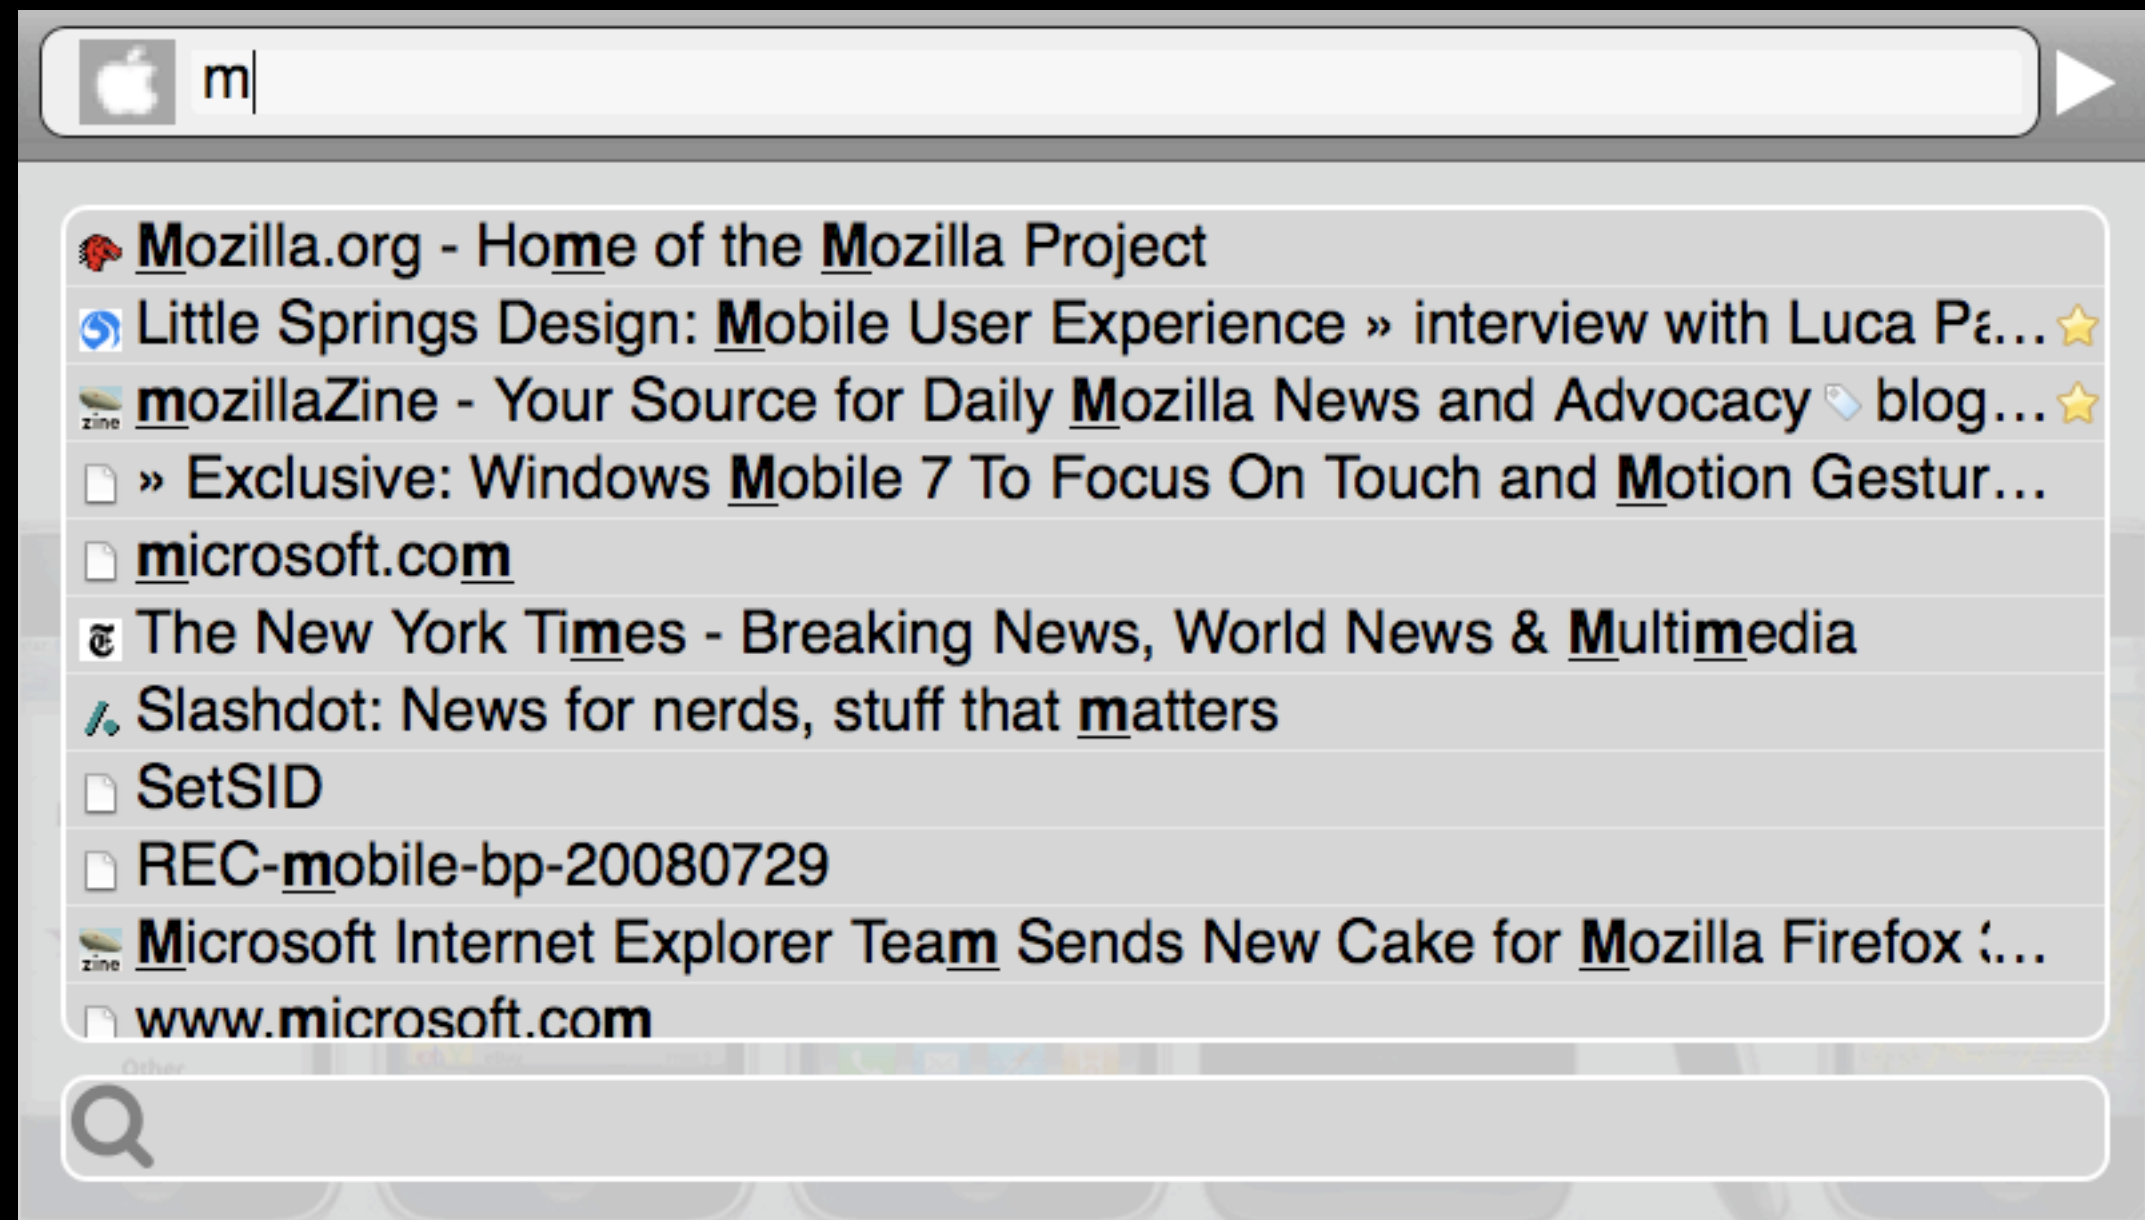 m
Mozilla.org - Home of the Mozilla Project
Little Springs Design: Mobile User Experience » interview with Luca Pa...
mozillaZine - Your Source for Daily Mozilla News and Advocacy blog...
» Exclusive: Windows Mobile 7 To Focus On Touch and Motion Gestur...
microsoft.com
The New York Times - Breaking News, World News & Multimedia
Slashdot: News for nerds, stuff that matters
SetSID
REC-mobile-bp-20080729
zine Microsoft Internet Explorer Team Sends New Cake for Mozilla Firefox ...
www.microsoft.com
Other